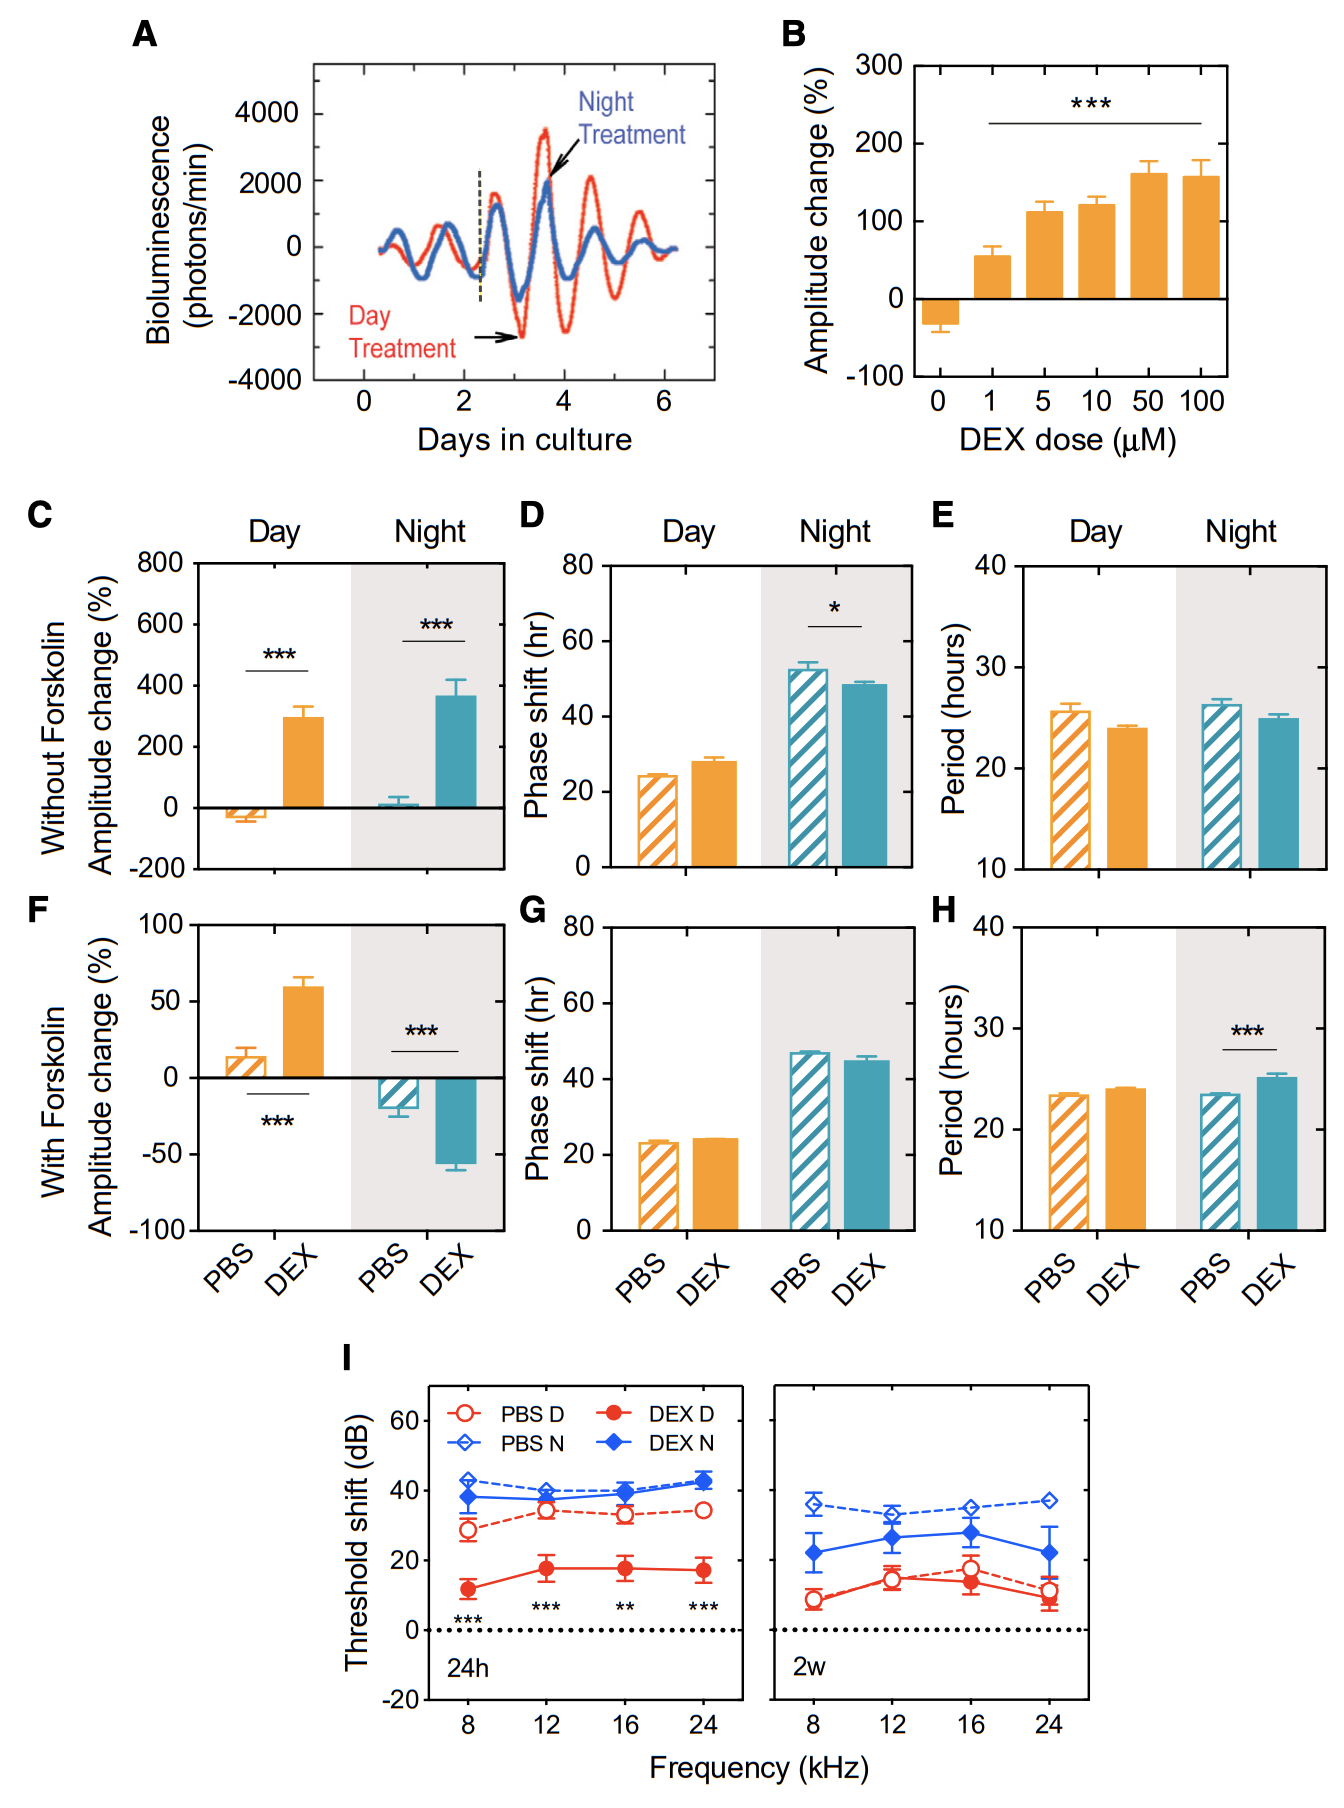 A
Bioluminescence
(photons/min)
4000
2000
0
-2000
-4000
Night
Treatment
Day
Treatment
0 2 4 6
Days in culture
B
Amplitude change (%)
300
200
100
0
-100
***
0 1 5 10 50 100
DEX dose (µM)
C
Day Night
Without Forskolin
Amplitude change (%)
800
600
400
200
0
-200
***
***
D
Day Night
Phase shift (hr)
80
60
40
20
0
*
E
Day Night
Period (hours)
40
30
20
10
F
With Forskolin
Amplitude change (%)
100
50
0
-50
-100
***
***
PBS DEX PBS DEX
G
Phase shift (hr)
80
60
40
20
0
PBS DEX PBS DEX
H
Period (hours)
40
30
20
10
***
PBS DEX PBS DEX
I
Threshold shift (dB)
60
40
20
0
-20
PBS D DEX D
PBS N DEX N
*** *** ** ***
24h
8 12 16 24
2w
8 12 16 24
Frequency (kHz)